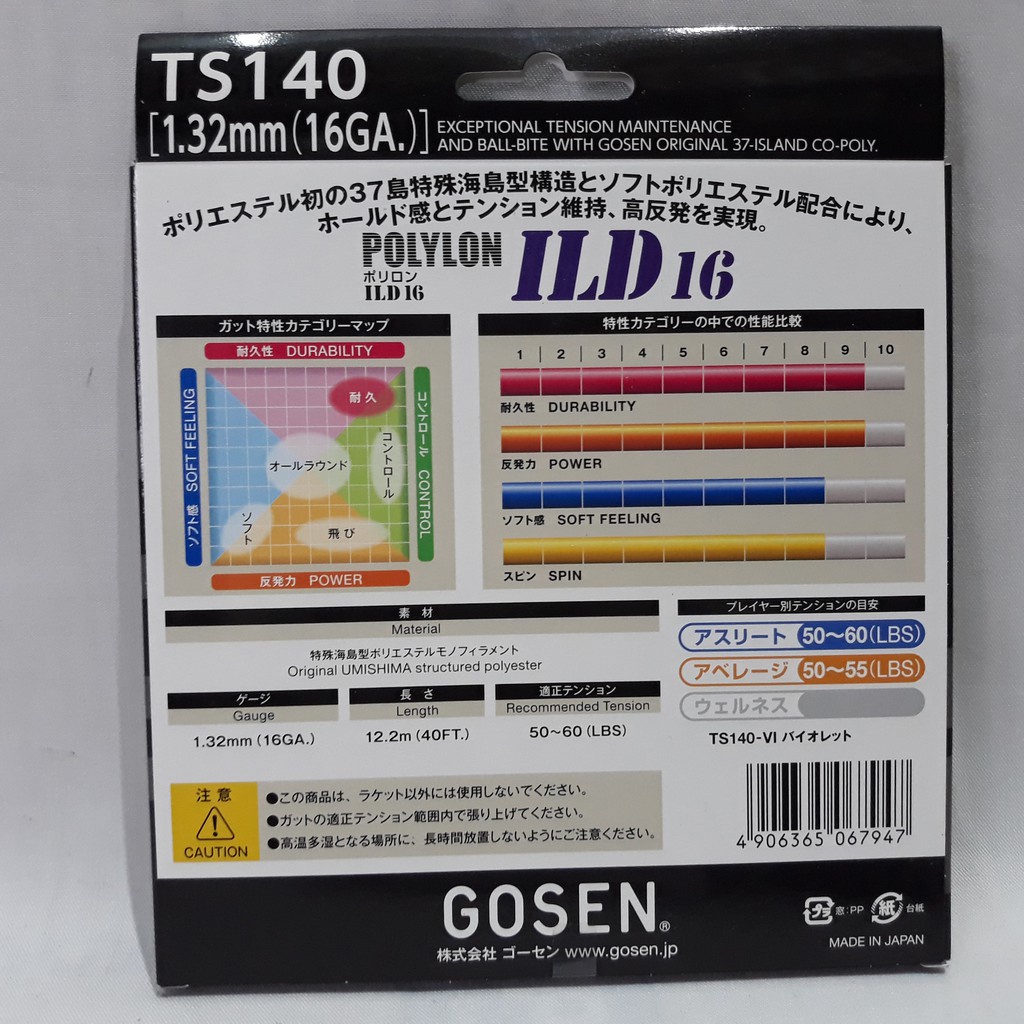 TS140
[1.32mm(16GA.)]
EXCEPTIONAL TENSION MAINTENANCE
AND BALL-BITE WITH GOSEN ORIGINAL 37-ISLAND CO-POLY.
ポリエステル初の37島特殊海島型構造とソフトポリエステル配合により、
ホールド感とテンション維持、高反発を実現。
POLYLON
ポリロン
ILD 16
ILD 16
ガット特性カテゴリーマップ
耐久性 DURABILITY
ソフト感 SOFT FEELING
コントロール CONTROL
耐久
オールラウンド
コントロール
ソフト
飛び
反発力 POWER
特性カテゴリーの中での性能比較
1 2 3 4 5 6 7 8 9 10
耐久性 DURABILITY
反発力 POWER
ソフト感 SOFT FEELING
スピン SPIN
素材
Material
特殊海島型ポリエステルモノフィラメント
Original UMISHIMA structured polyester
ゲージ
Gauge
1.32mm (16GA.)
長さ
Length
12.2m (40FT.)
適正テンション
Recommended Tension
50〜60 (LBS)
プレイヤー別テンションの目安
アスリート 50〜60(LBS)
アベレージ 50〜55(LBS)
ウェルネス
TS140-VI バイオレット
注意
CAUTION
●この商品は、ラケット以外には使用しないでください。
●ガットの適正テンション範囲内で張り上げてください。
●高温多湿となる場所に、長時間放置しないようにご注意ください。
4 906365 067947
GOSEN®
株式会社 ゴーセン www.gosen.jp
プラ 窓:PP 紙 台紙
MADE IN JAPAN